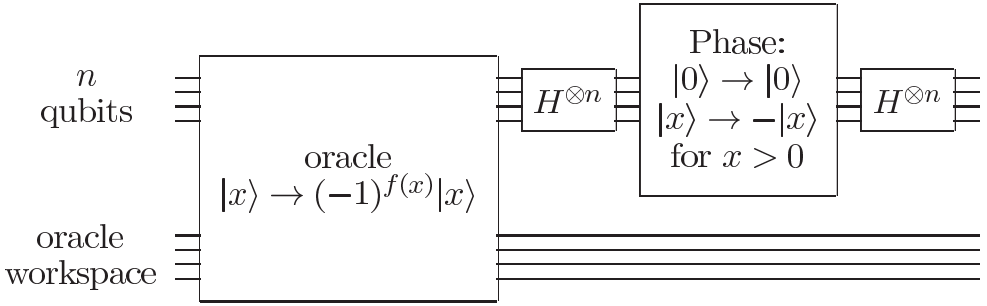 n
qubits
oracle
|x⟩ → (−1)^{f(x)}|x⟩
oracle
workspace
H^{⊗n}
Phase:
|0⟩ → |0⟩
|x⟩ → −|x⟩
for x > 0
H^{⊗n}